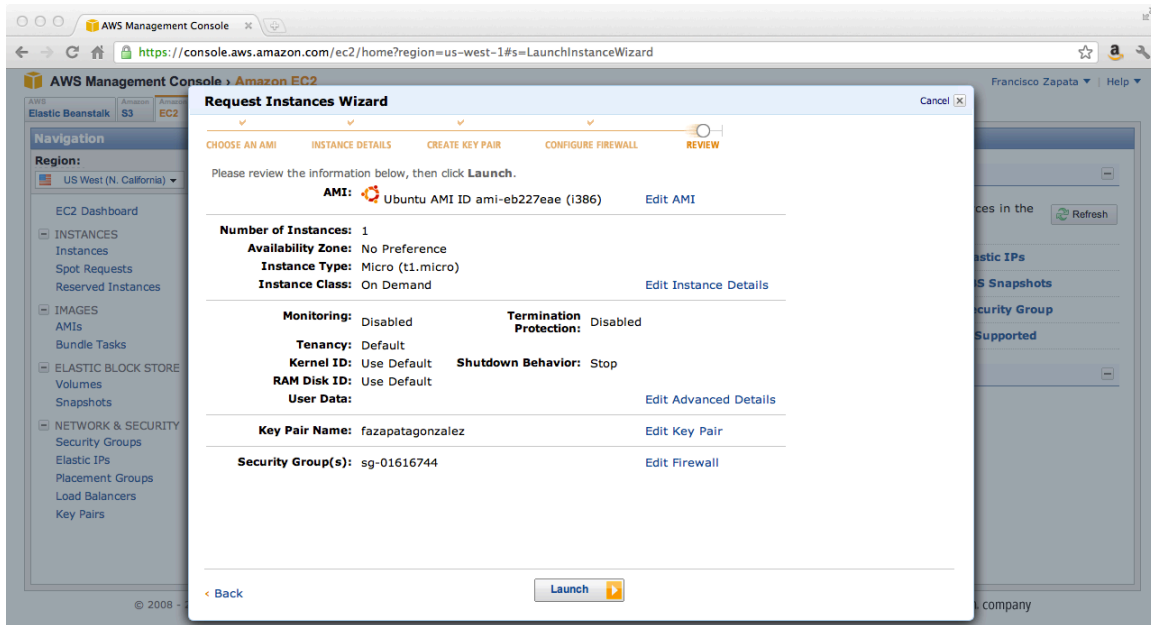 AWS Management Console
https://console.aws.amazon.com/ec2/home?region=us-west-1#s=LaunchInstanceWizard
AWS Management Console › Amazon EC2
Francisco Zapata | Help
AWS Elastic Beanstalk
Amazon S3
Amazon EC2
Navigation
Region:
US West (N. California)
EC2 Dashboard
INSTANCES
Instances
Spot Requests
Reserved Instances
IMAGES
AMIs
Bundle Tasks
ELASTIC BLOCK STORE
Volumes
Snapshots
NETWORK & SECURITY
Security Groups
Elastic IPs
Placement Groups
Load Balancers
Key Pairs
Request Instances Wizard
Cancel x
CHOOSE AN AMI INSTANCE DETAILS CREATE KEY PAIR CONFIGURE FIREWALL REVIEW
Please review the information below, then click Launch.
AMI: Ubuntu AMI ID ami-eb227eae (i386) Edit AMI
Number of Instances: 1
Availability Zone: No Preference
Instance Type: Micro (t1.micro)
Instance Class: On Demand Edit Instance Details
Monitoring: Disabled Termination Protection: Disabled
Tenancy: Default
Kernel ID: Use Default Shutdown Behavior: Stop
RAM Disk ID: Use Default
User Data: Edit Advanced Details
Key Pair Name: fazapatagonzalez Edit Key Pair
Security Group(s): sg-01616744 Edit Firewall
‹ Back
Launch
ces in the
Refresh
astic IPs
S Snapshots
curity Group
Supported
© 2008 -
company